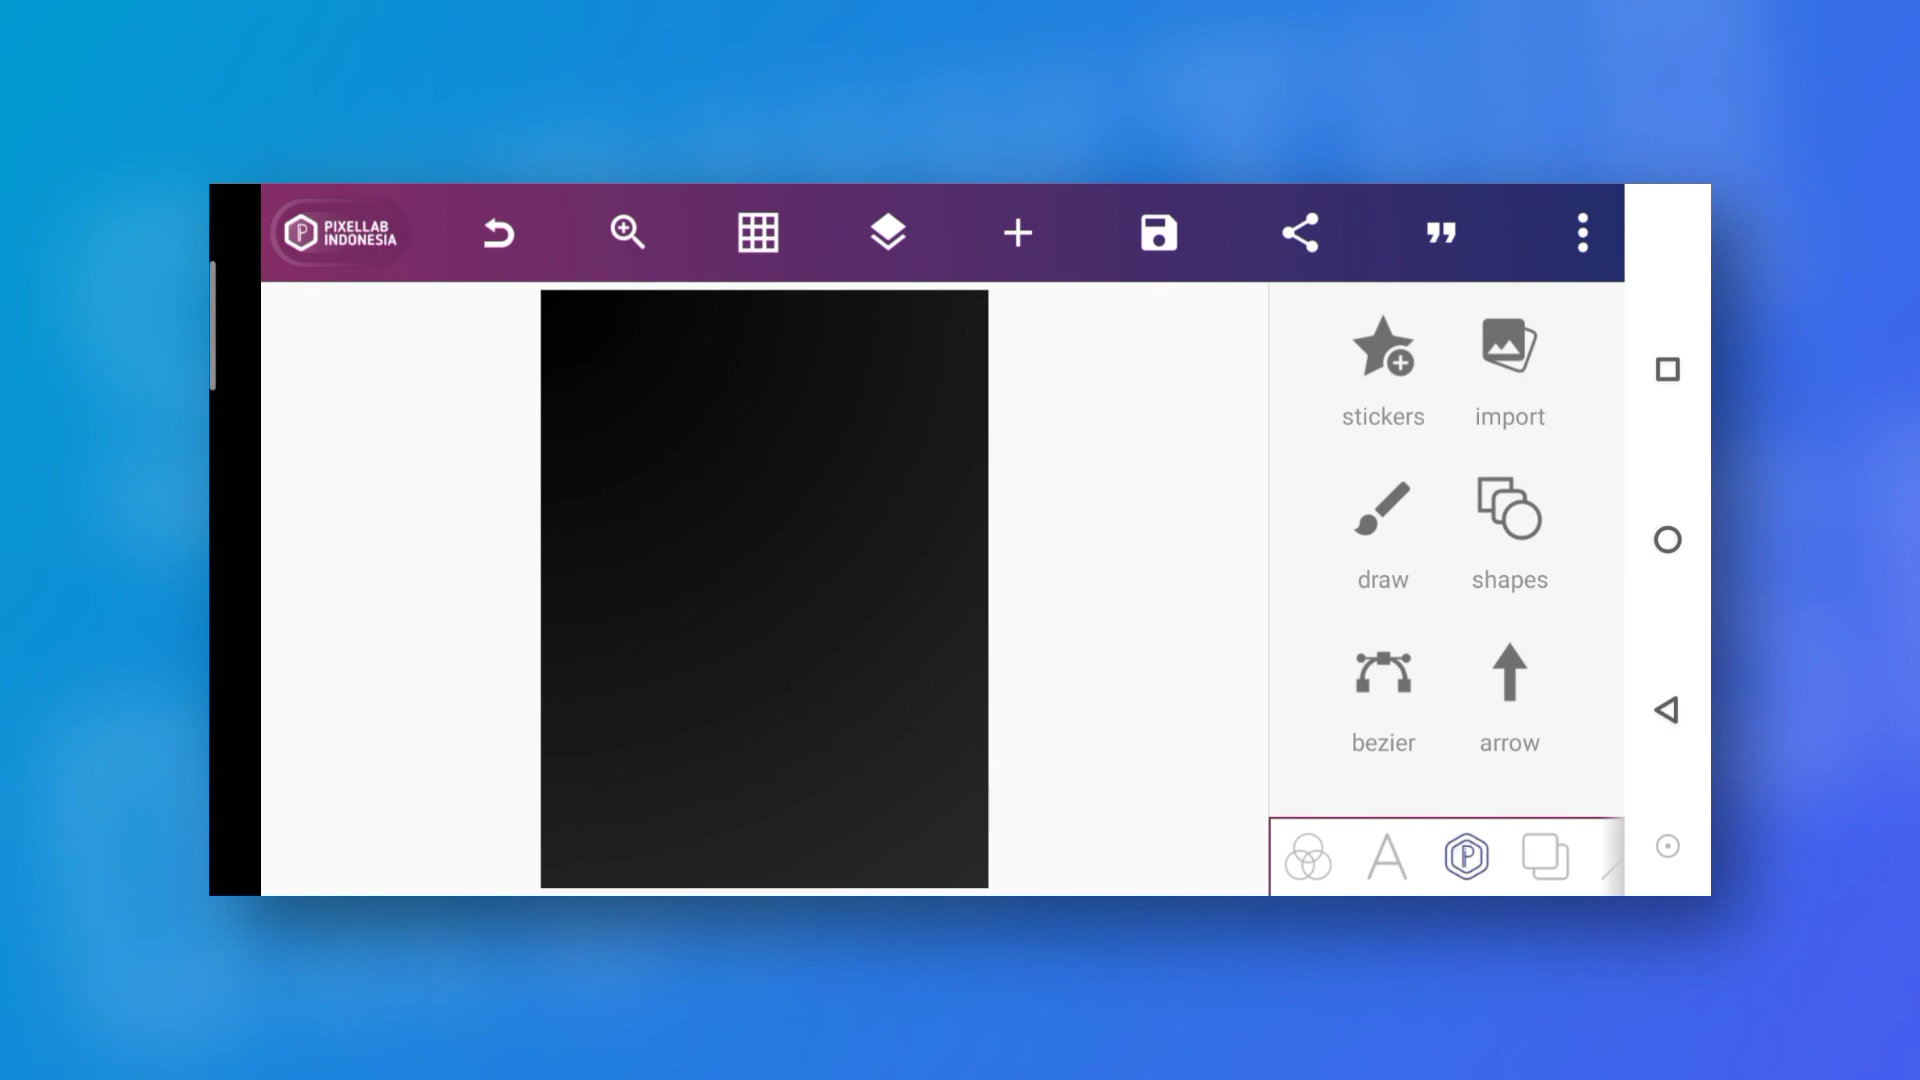 PIXELLAB
INDONESIA
stickers
import
draw
shapes
bezier
arrow